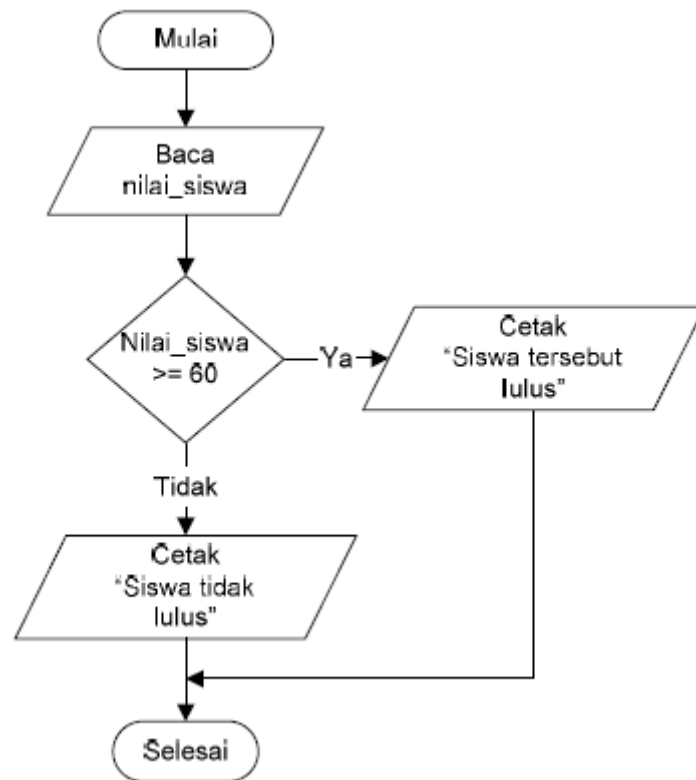 Mulai
Baca
nilai_siswa
Nilai_siswa
>= 60
Ya
Cetak
"Siswa tersebut
lulus"
Tidak
Cetak
"Siswa tidak
lulus"
Selesai